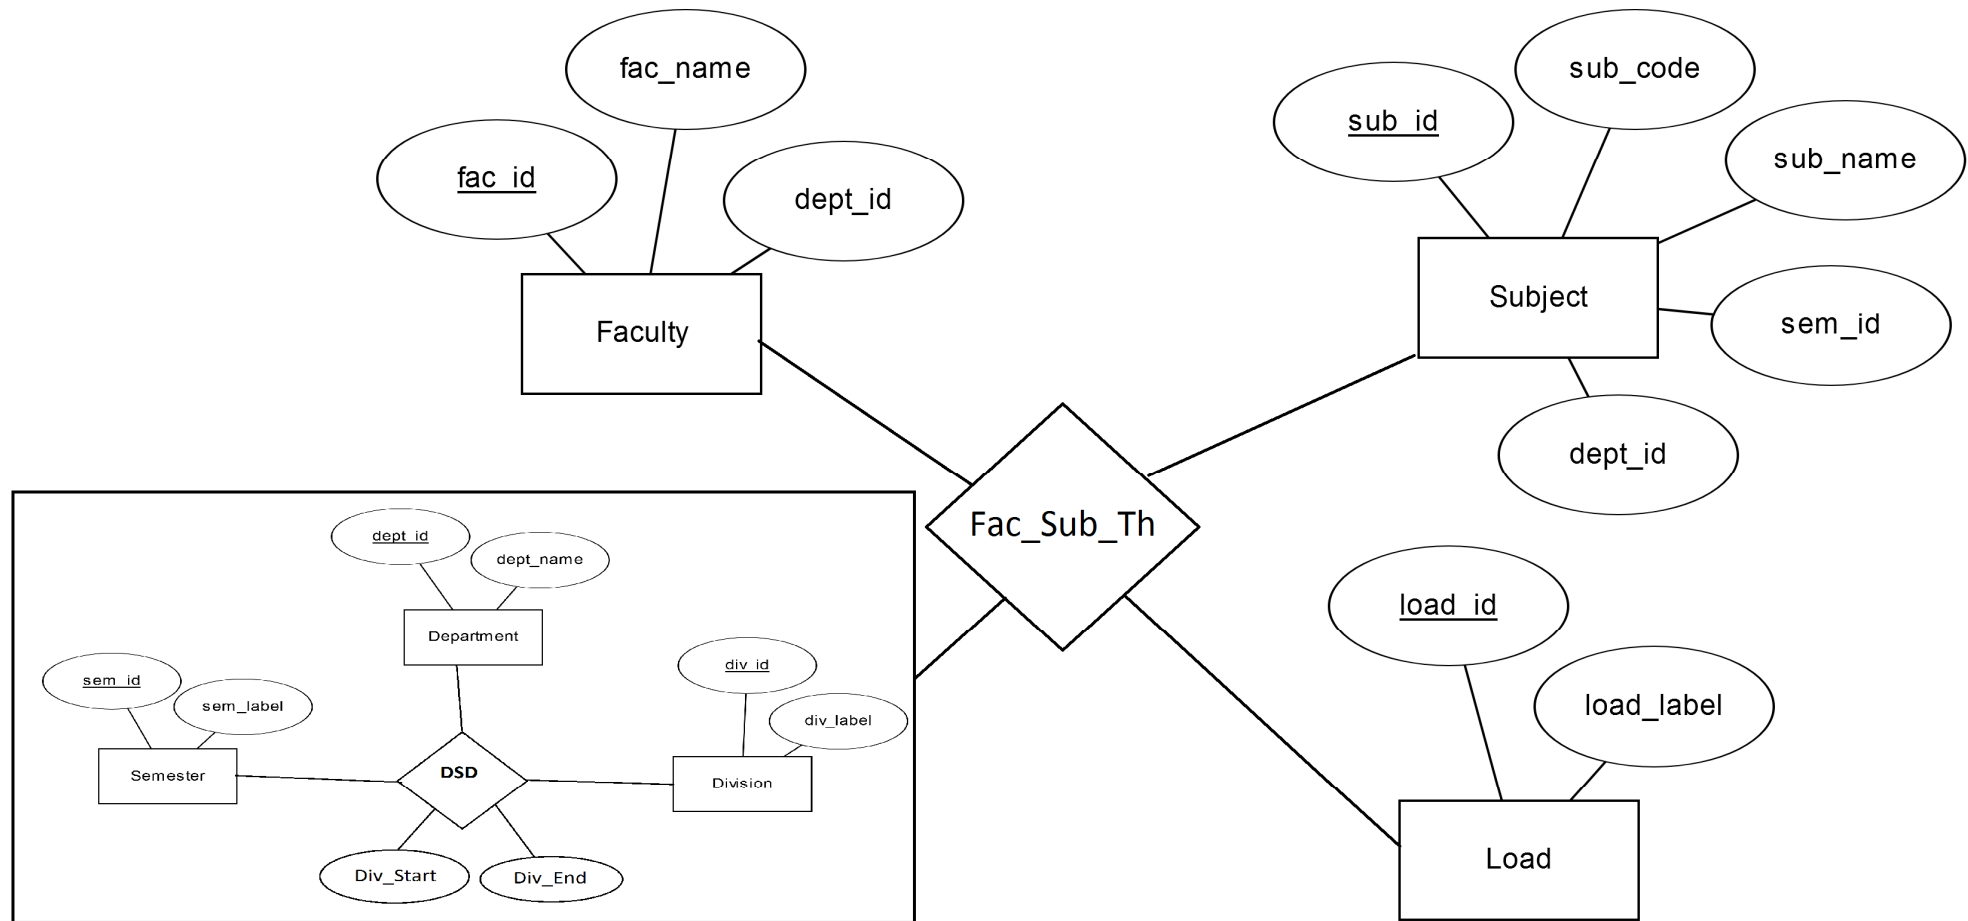 fac_name
fac_id
dept_id
Faculty
sub_code
sub_id
sub_name
Subject
sem_id
dept_id
Fac_Sub_Th
dept_id
dept_name
Department
sem_id
sem_label
Semester
DSD
div_id
div_label
Division
Div_Start
Div_End
load_id
load_label
Load